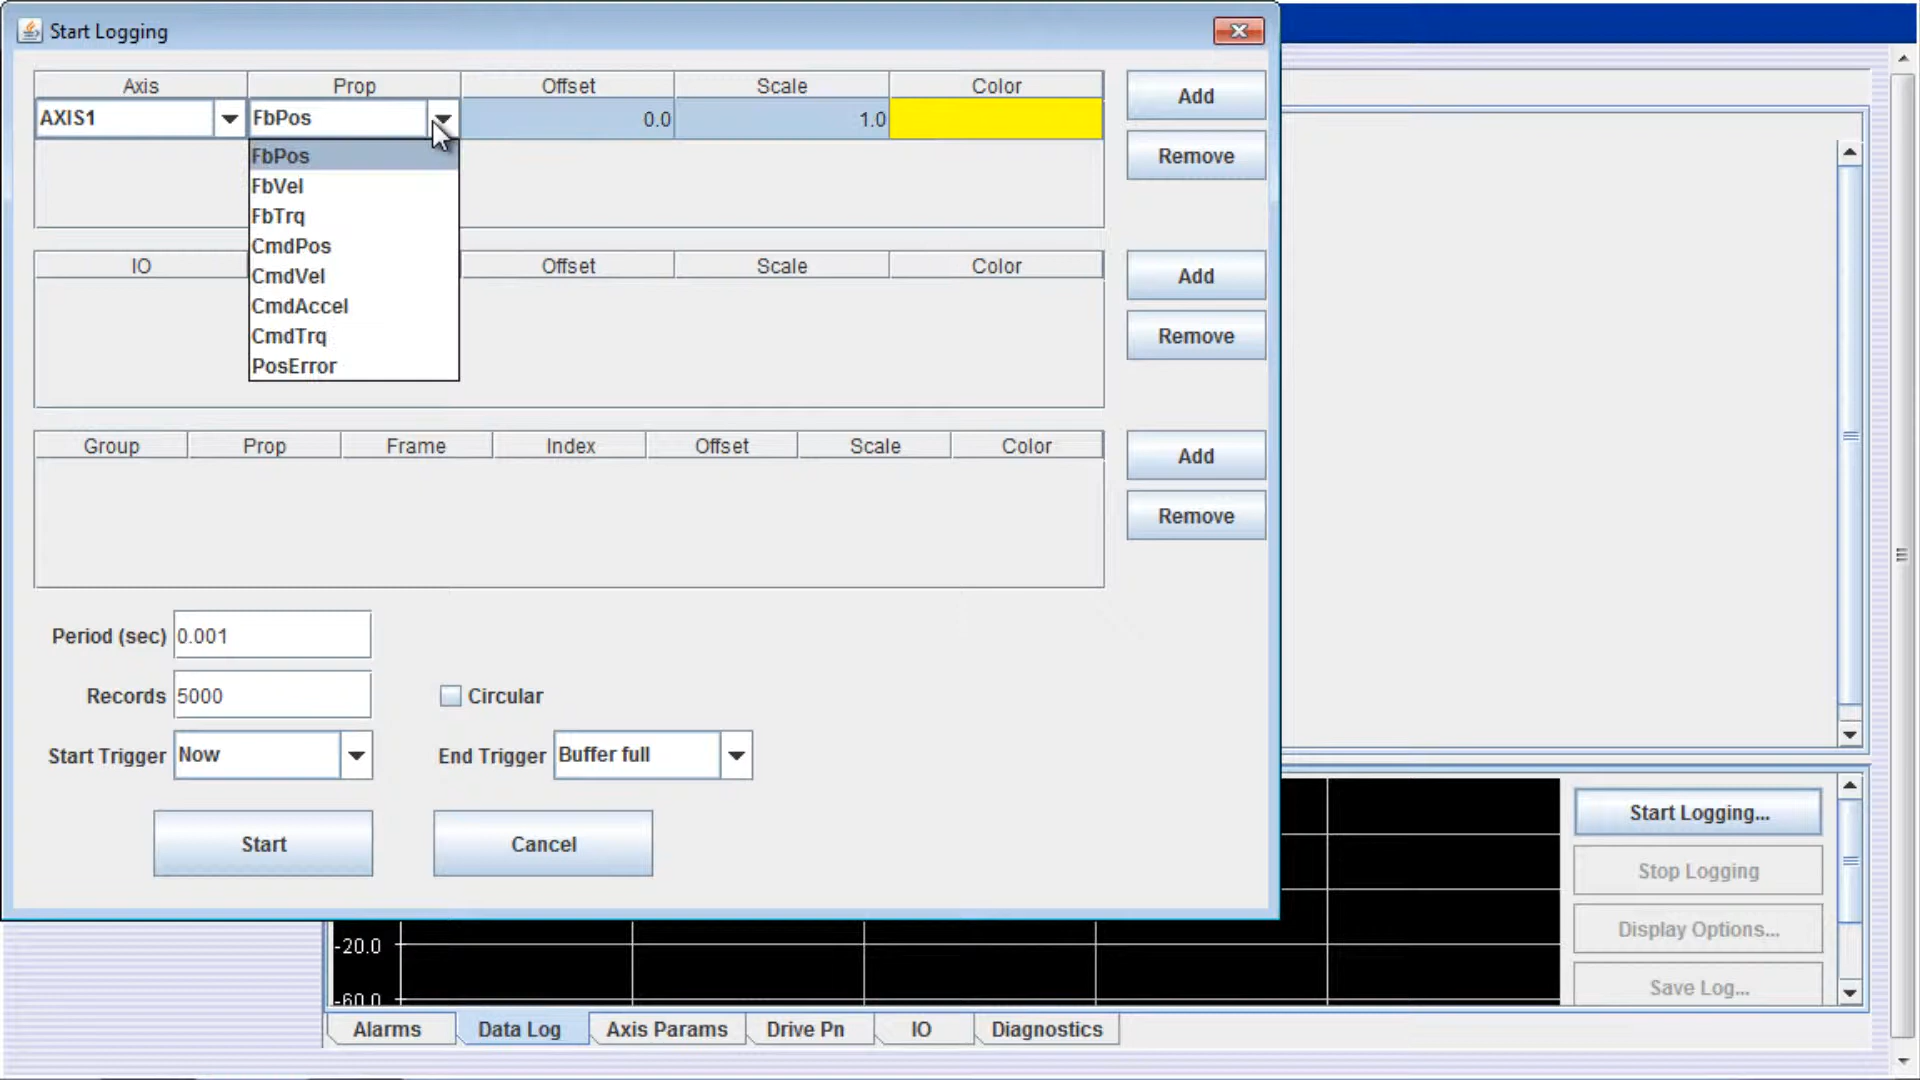 Start Logging
Axis Prop Offset Scale Color
AXIS1 FbPos 0.0 1.0
Add
Remove
FbPos
FbVel
FbTrq
CmdPos
CmdVel
CmdAccel
CmdTrq
PosError
IO Offset Scale Color
Add
Remove
Group Prop Frame Index Offset Scale Color
Add
Remove
Period (sec) 0.001
Records 5000 Circular
Start Trigger Now End Trigger Buffer full
Start Cancel
Start Logging...
Stop Logging
Display Options...
Save Log...
-20.0
-60.0
Alarms Data Log Axis Params Drive Pn IO Diagnostics